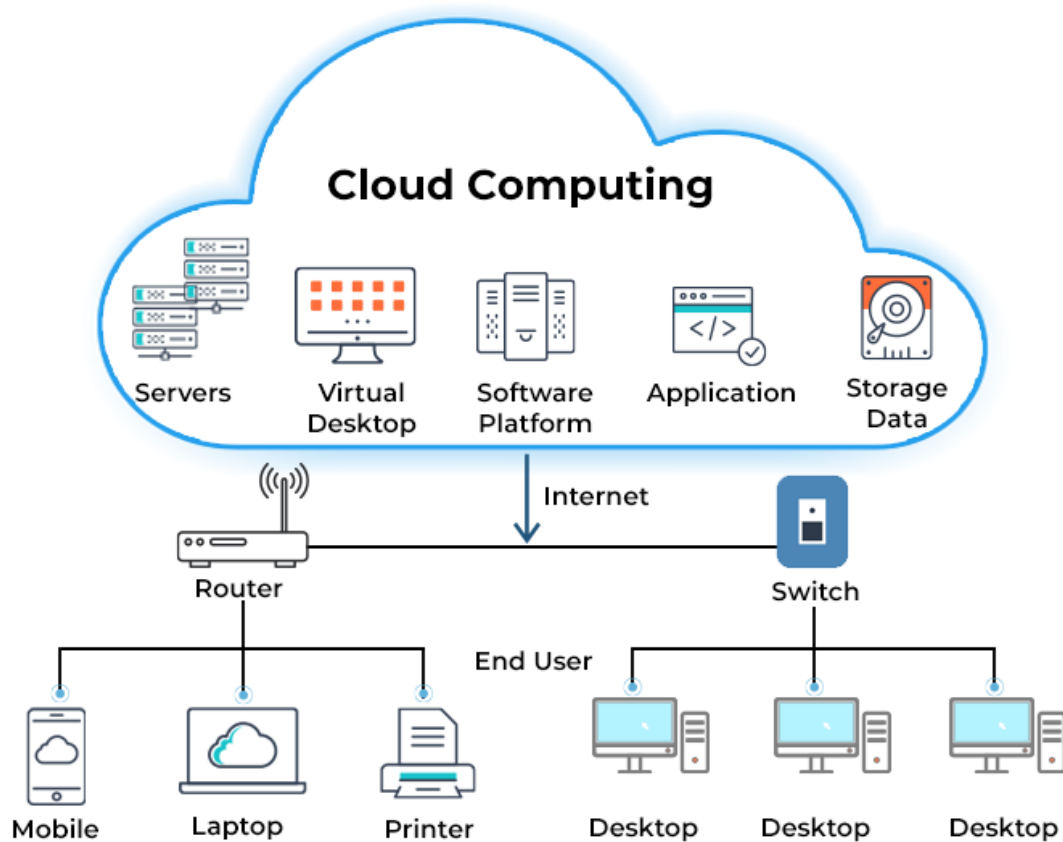 Cloud Computing
Servers
Virtual
Desktop
Software
Platform
Application
Storage
Data
Internet
Router
Switch
End User
Mobile
Laptop
Printer
Desktop
Desktop
Desktop